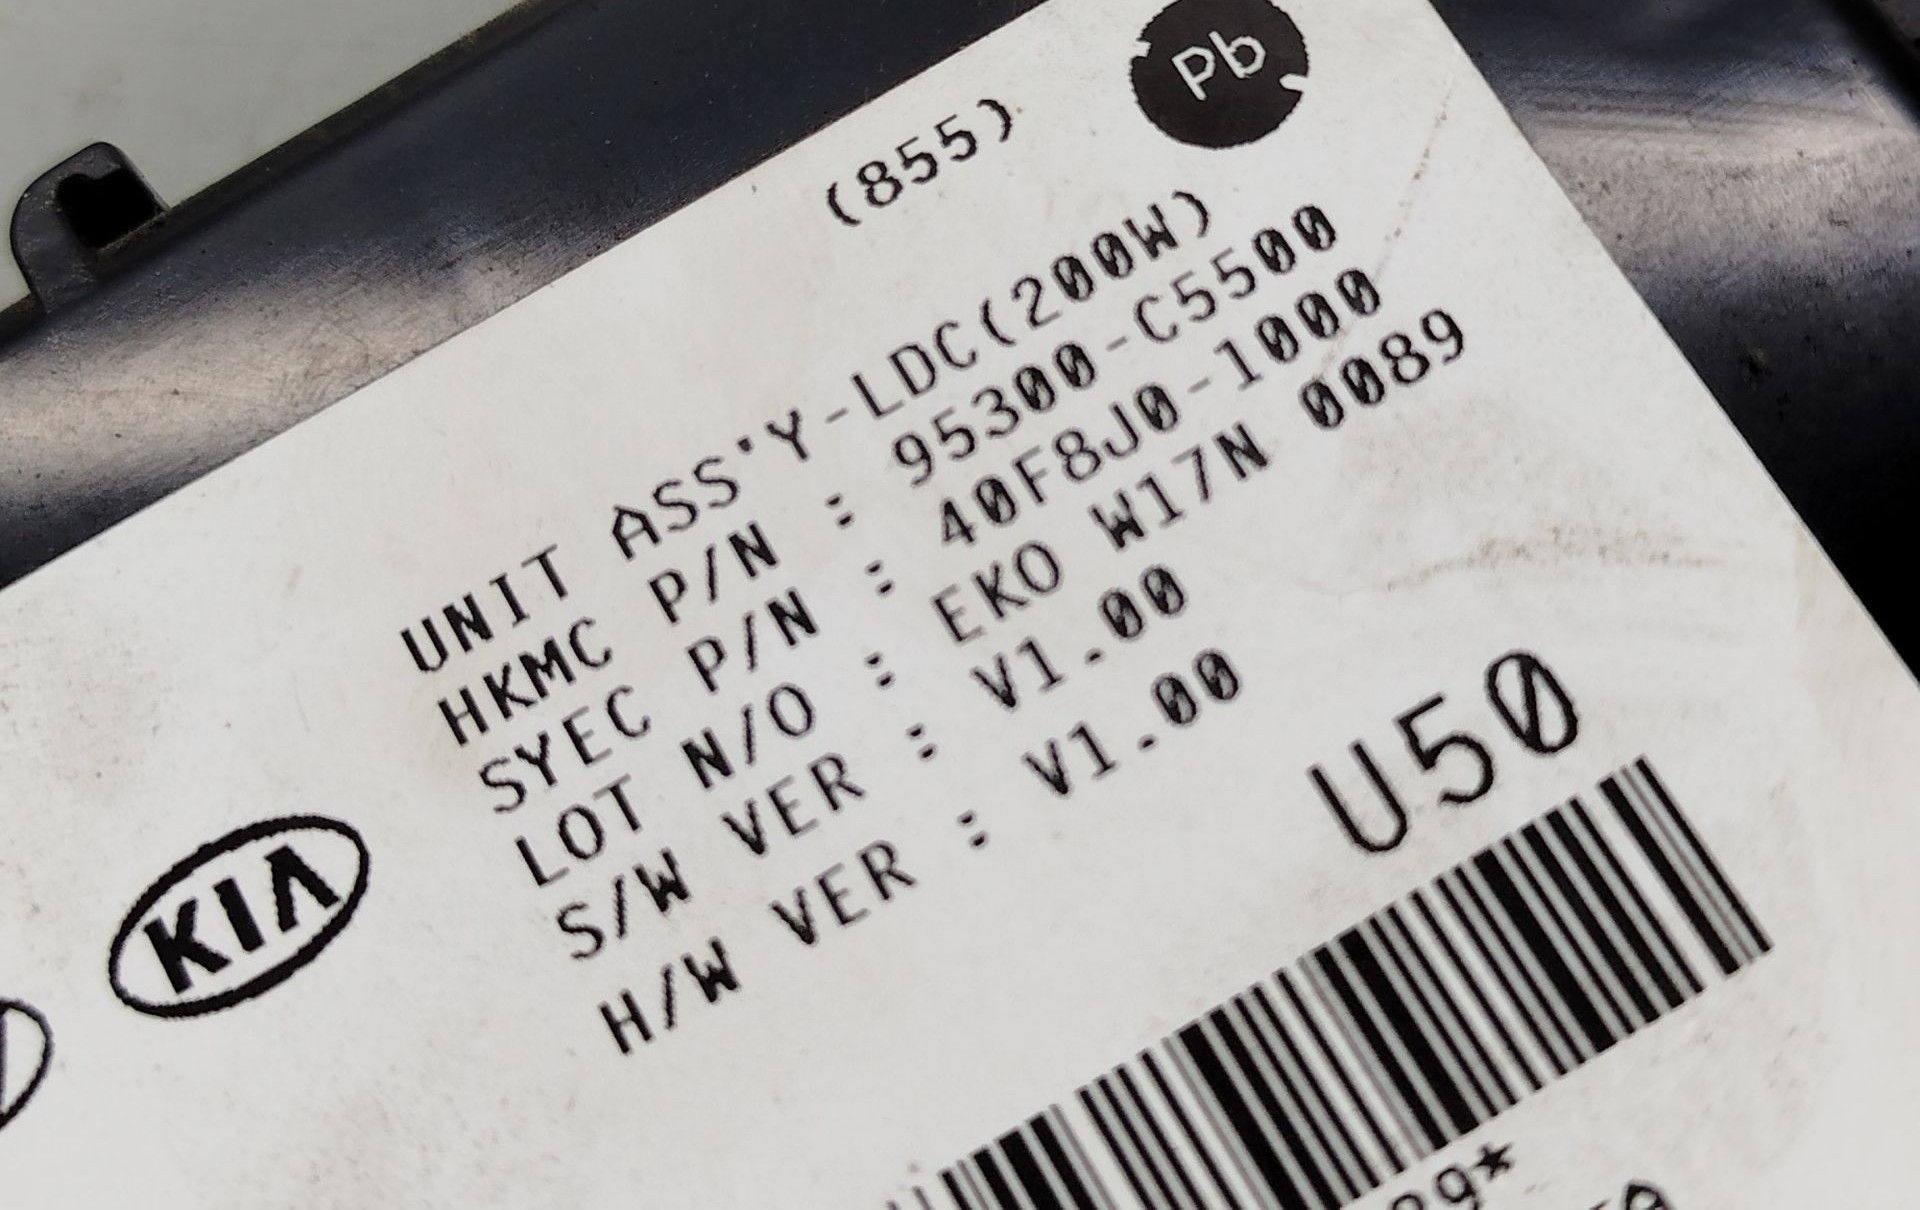 Pb
(855)
UNIT ASS'Y-LDC(200W)
HKMC P/N : 95300-C5500
SYEC P/N : 40F8J0-1000
LOT N/O : EKO W17N 0089
S/W VER : V1.00
H/W VER : V1.00
KIA
U50